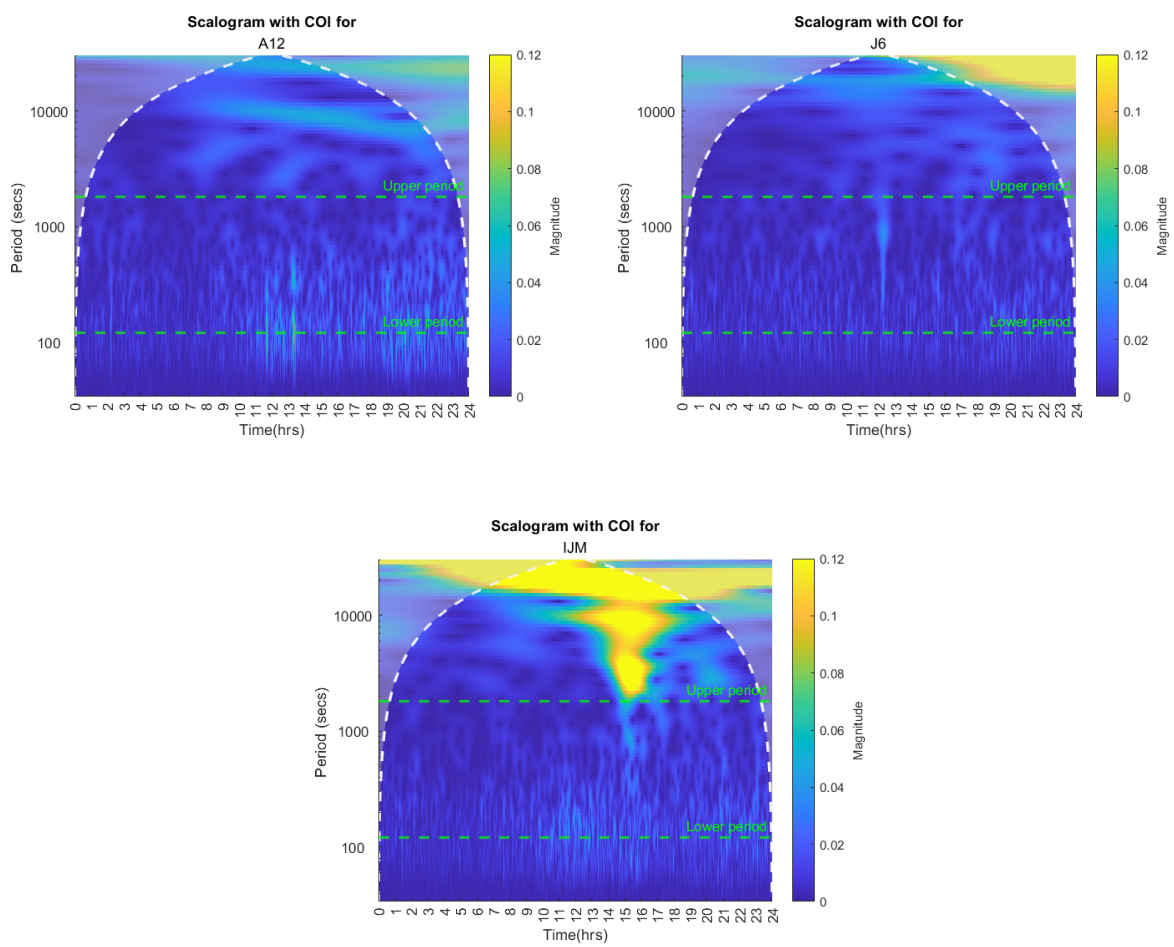 Scalogram with COI for
A12
Period (secs)
10000
1000
100
Upper period
Lower period
0 1 2 3 4 5 6 7 8 9 10 11 12 13 14 15 16 17 18 19 20 21 22 23 24
Time(hrs)
0.12
0.1
0.08
0.06
0.04
0.02
0
Magnitude
Scalogram with COI for
J6
Period (secs)
10000
1000
100
Upper period
Lower period
0 1 2 3 4 5 6 7 8 9 10 11 12 13 14 15 16 17 18 19 20 21 22 23 24
Time(hrs)
0.12
0.1
0.08
0.06
0.04
0.02
0
Magnitude
Scalogram with COI for
IJM
Period (secs)
10000
1000
100
Upper period
Lower period
0 1 2 3 4 5 6 7 8 9 10 11 12 13 14 15 16 17 18 19 20 21 22 23 24
Time(hrs)
0.12
0.1
0.08
0.06
0.04
0.02
0
Magnitude